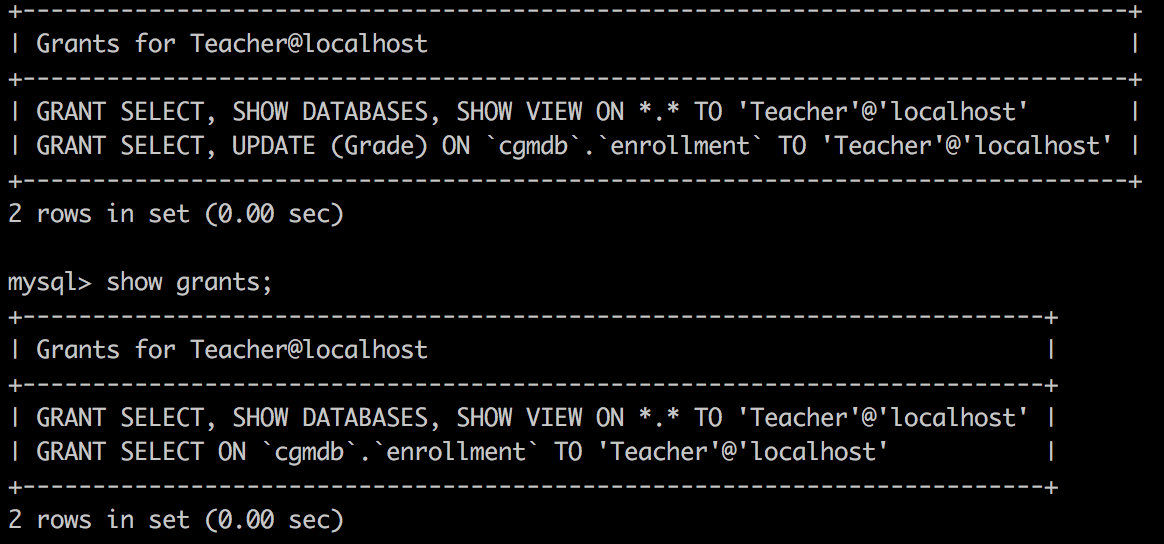 +-------------------------------------------------------------------------------+
| Grants for Teacher@localhost                                                  |
+-------------------------------------------------------------------------------+
| GRANT SELECT, SHOW DATABASES, SHOW VIEW ON *.* TO 'Teacher'@'localhost'       |
| GRANT SELECT, UPDATE (Grade) ON `cgmdb`.`enrollment` TO 'Teacher'@'localhost' |
+-------------------------------------------------------------------------------+
2 rows in set (0.00 sec)
mysql> show grants;
+-------------------------------------------------------------------------+
| Grants for Teacher@localhost                                            |
+-------------------------------------------------------------------------+
| GRANT SELECT, SHOW DATABASES, SHOW VIEW ON *.* TO 'Teacher'@'localhost' |
| GRANT SELECT ON `cgmdb`.`enrollment` TO 'Teacher'@'localhost'           |
+-------------------------------------------------------------------------+
2 rows in set (0.00 sec)